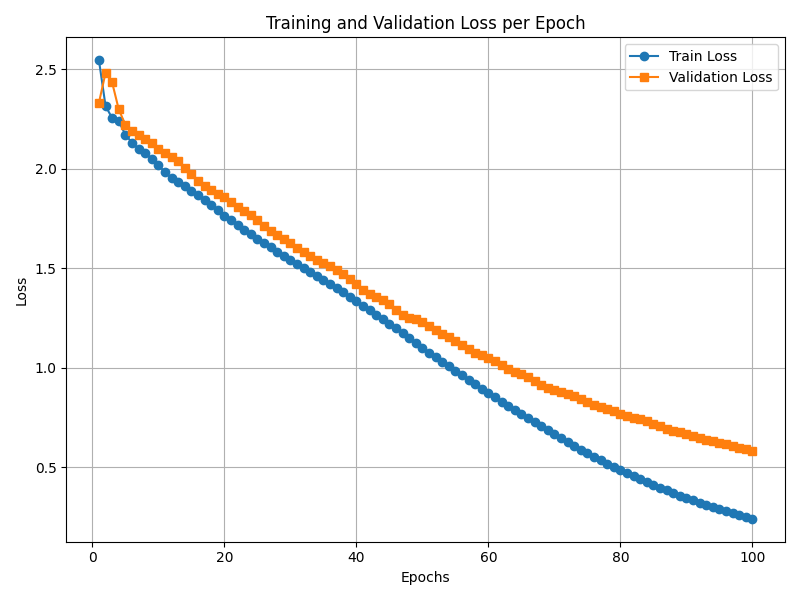 Training and Validation Loss per Epoch
Train Loss
Validation Loss
2.5
2.0
1.5
1.0
0.5
Loss
0 20 40 60 80 100
Epochs